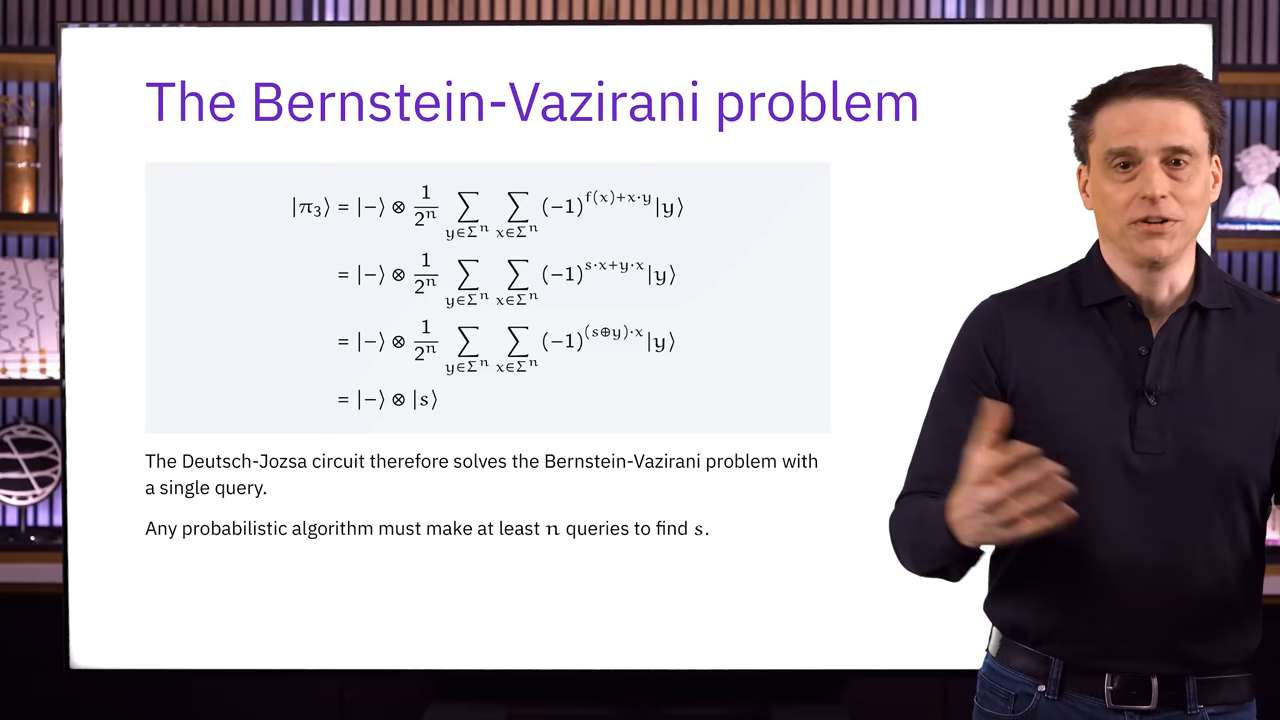 The Bernstein-Vazirani problem
|π₃⟩ = |−⟩ ⊗ 1/2ⁿ ∑_{y∈Σⁿ} ∑_{x∈Σⁿ} (−1)^{f(x)+x·y} |y⟩
= |−⟩ ⊗ 1/2ⁿ ∑_{y∈Σⁿ} ∑_{x∈Σⁿ} (−1)^{s·x+y·x} |y⟩
= |−⟩ ⊗ 1/2ⁿ ∑_{y∈Σⁿ} ∑_{x∈Σⁿ} (−1)^{(s⊕y)·x} |y⟩
= |−⟩ ⊗ |s⟩
The Deutsch-Jozsa circuit therefore solves the Bernstein-Vazirani problem with
a single query.
Any probabilistic algorithm must make at least n queries to find s.